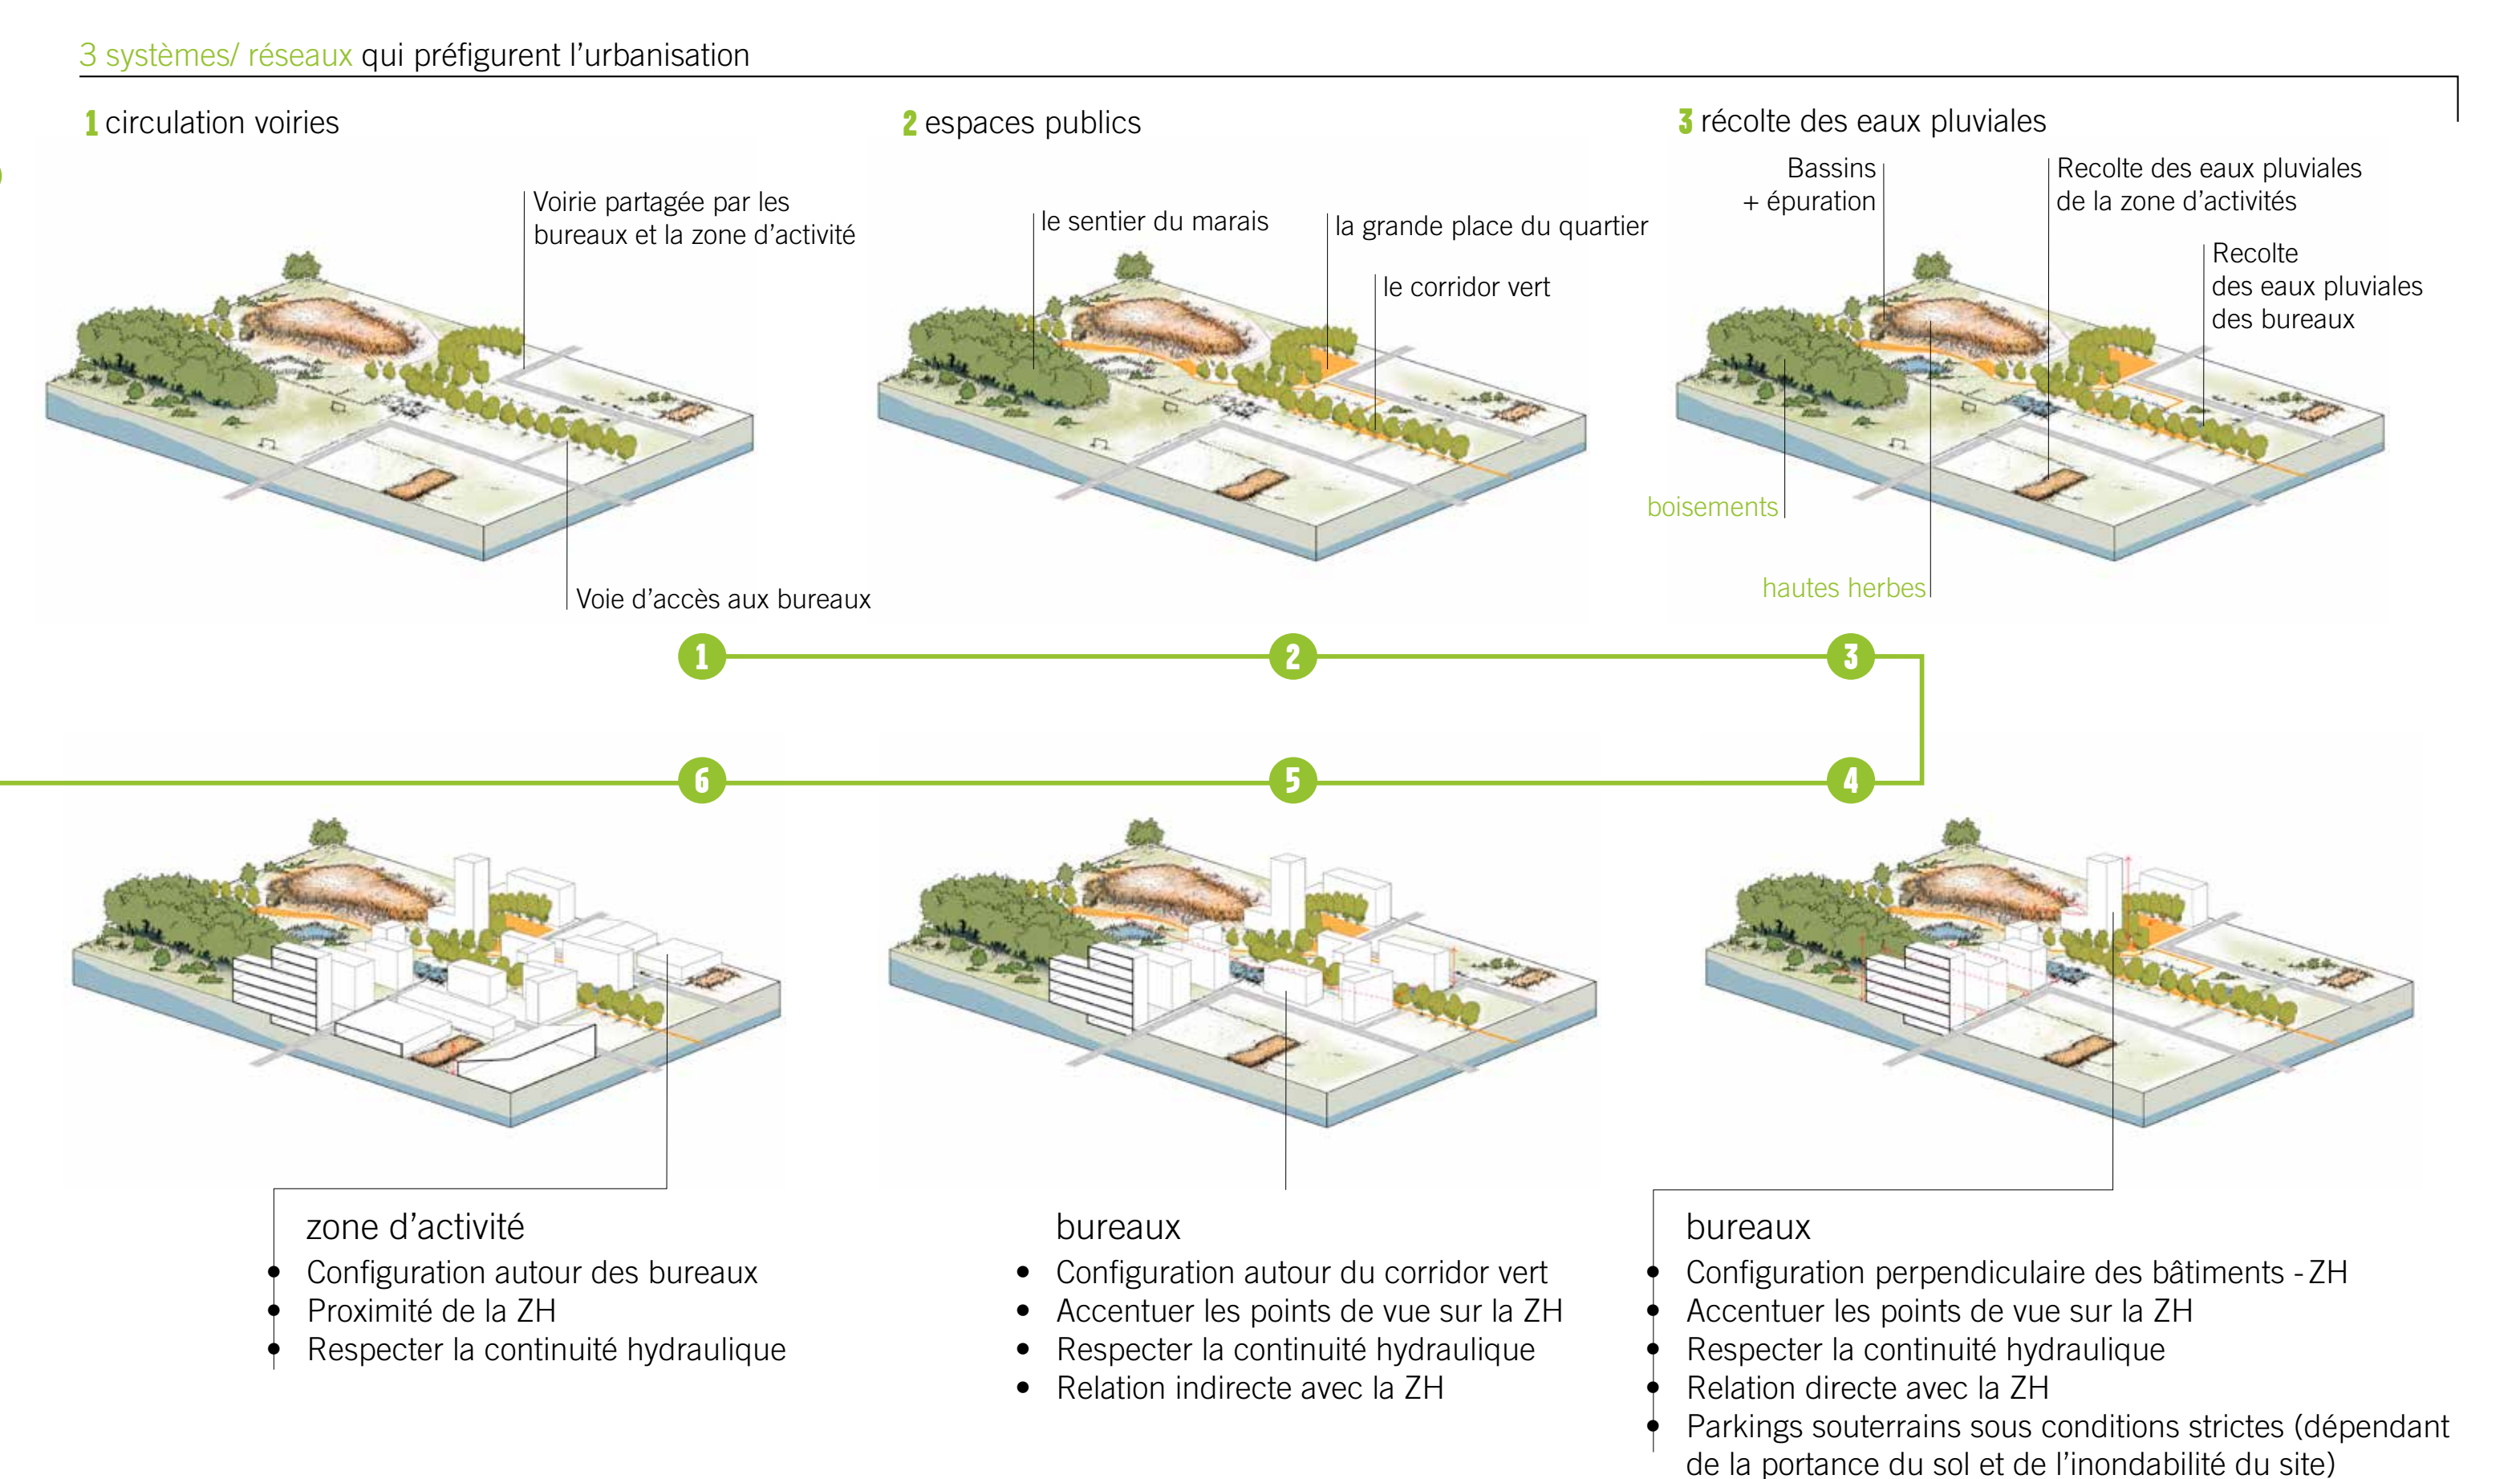 3 systèmes/ réseaux qui préfigurent l'urbanisation
1 circulation voiries
Voirie partagée par les
bureaux et la zone d'activité
Voie d'accès aux bureaux
2 espaces publics
le sentier du marais
la grande place du quartier
le corridor vert
3 récolte des eaux pluviales
Bassins
+ épuration
Recolte des eaux pluviales
de la zone d'activités
Recolte
des eaux pluviales
des bureaux
boisements
hautes herbes
1
2
3
6
5
4
zone d'activité
• Configuration autour des bureaux
• Proximité de la ZH
• Respecter la continuité hydraulique
bureaux
• Configuration autour du corridor vert
• Accentuer les points de vue sur la ZH
• Respecter la continuité hydraulique
• Relation indirecte avec la ZH
bureaux
• Configuration perpendiculaire des bâtiments - ZH
• Accentuer les points de vue sur la ZH
• Respecter la continuité hydraulique
• Relation directe avec la ZH
• Parkings souterrains sous conditions strictes (dépendant
de la portance du sol et de l'inondabilité du site)